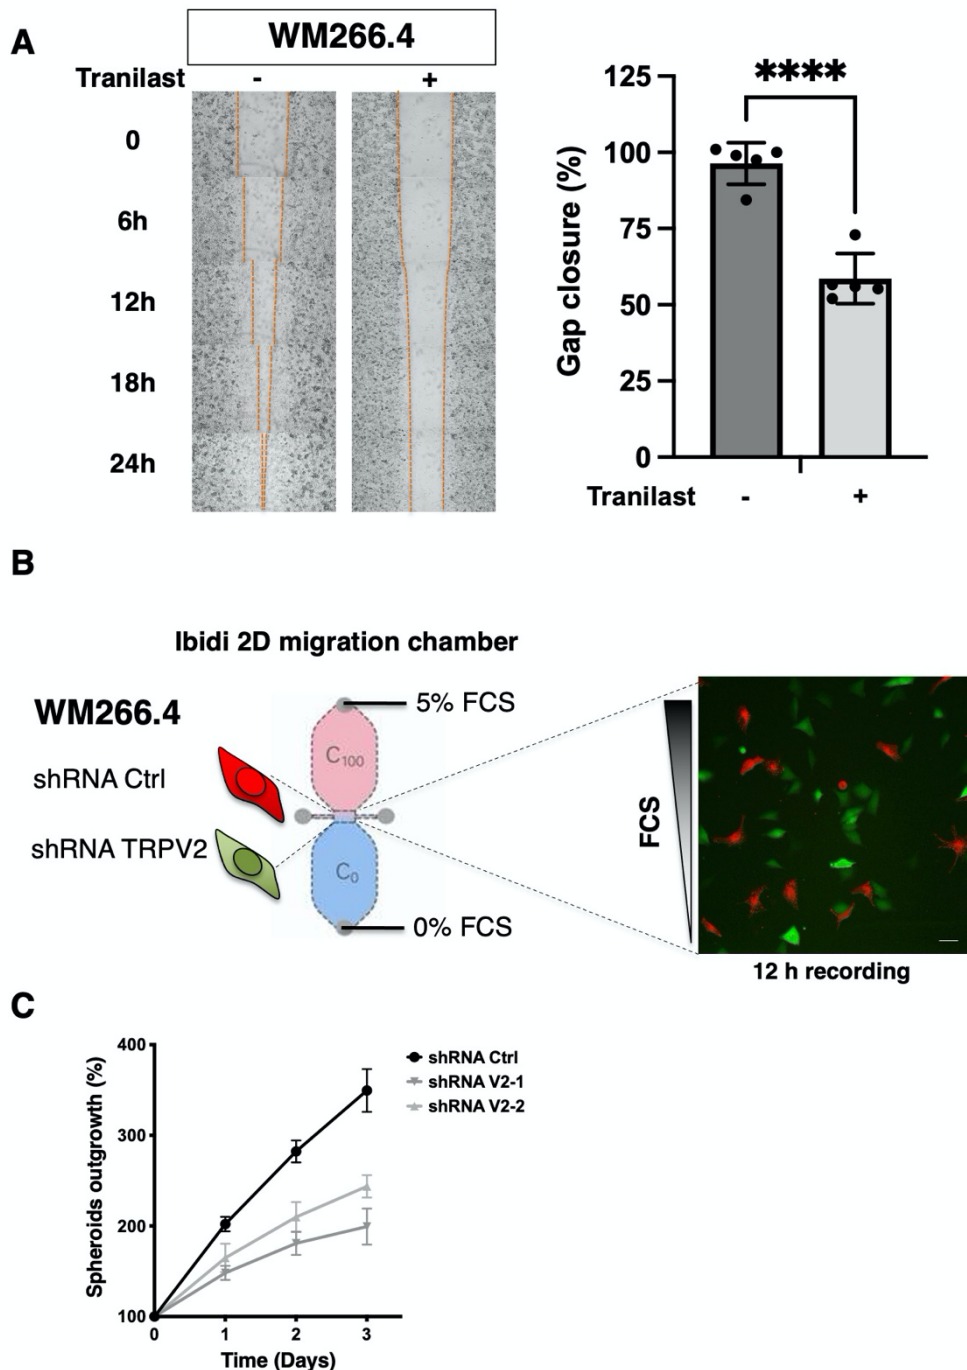 A
WM266.4
Tranilast - +
0
6h
12h
18h
24h
****
Gap closure (%)
125
100
75
50
25
0
Tranilast - +
B
Ibidi 2D migration chamber
WM266.4
shRNA Ctrl
shRNA TRPV2
5% FCS
C100
C0
0% FCS
FCS
12 h recording
C
Spheroids outgrowth (%)
400
300
200
100
0 1 2 3
Time (Days)
shRNA Ctrl
shRNA V2-1
shRNA V2-2